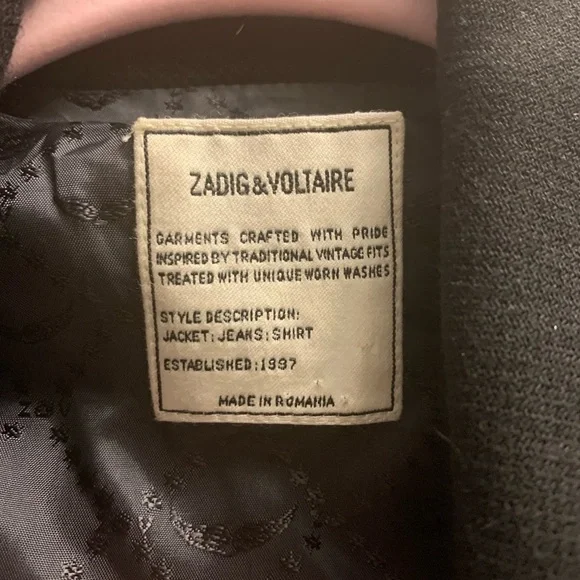 ZADIG&VOLTAIRE
GARMENTS CRAFTED WITH PRIDE
INSPIRED BY TRADITIONAL VINTAGE FITS
TREATED WITH UNIQUE WORN WASHES
STYLE DESCRIPTION:
JACKET: JEANS: SHIRT
ESTABLISHED: 1997
MADE IN ROMANIA